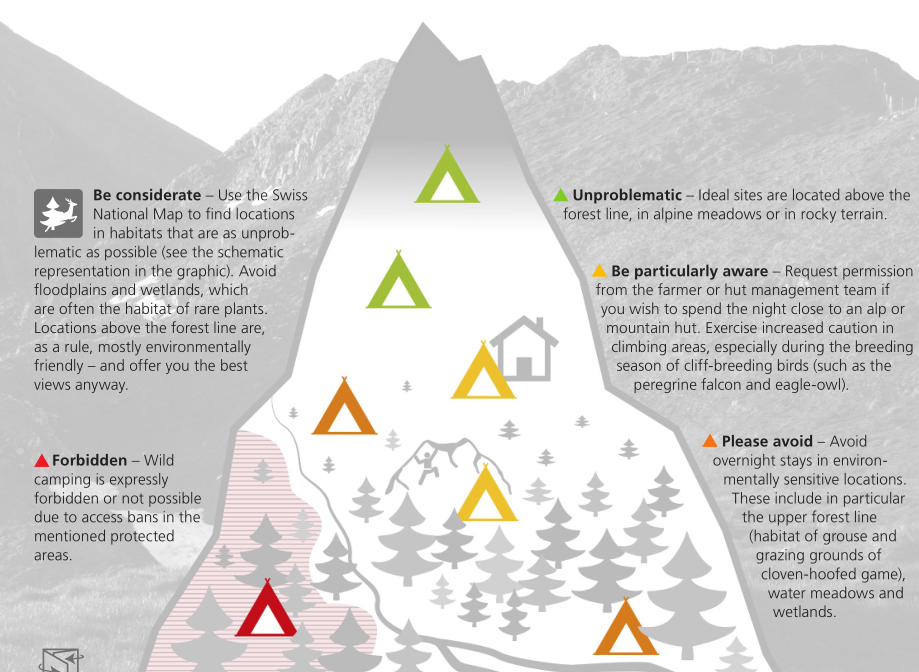 Be considerate – Use the Swiss
National Map to find locations
in habitats that are as unprob-
lematic as possible (see the schematic
representation in the graphic). Avoid
floodplains and wetlands, which
are often the habitat of rare plants.
Locations above the forest line are,
as a rule, mostly environmentally
friendly – and offer you the best
views anyway.
Forbidden – Wild
camping is expressly
forbidden or not possible
due to access bans in the
mentioned protected
areas.
Unproblematic – Ideal sites are located above the
forest line, in alpine meadows or in rocky terrain.
Be particularly aware – Request permission
from the farmer or hut management team if
you wish to spend the night close to an alp or
mountain hut. Exercise increased caution in
climbing areas, especially during the breeding
season of cliff-breeding birds (such as the
peregrine falcon and eagle-owl).
Please avoid – Avoid
overnight stays in environ-
mentally sensitive locations.
These include in particular
the upper forest line
(habitat of grouse and
grazing grounds of
cloven-hoofed game),
water meadows and
wetlands.